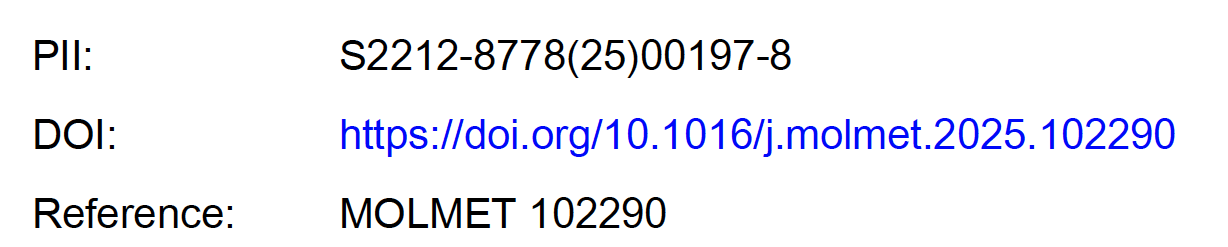 PII: S2212-8778(25)00197-8
DOI: https://doi.org/10.1016/j.molmet.2025.102290
Reference: MOLMET 102290